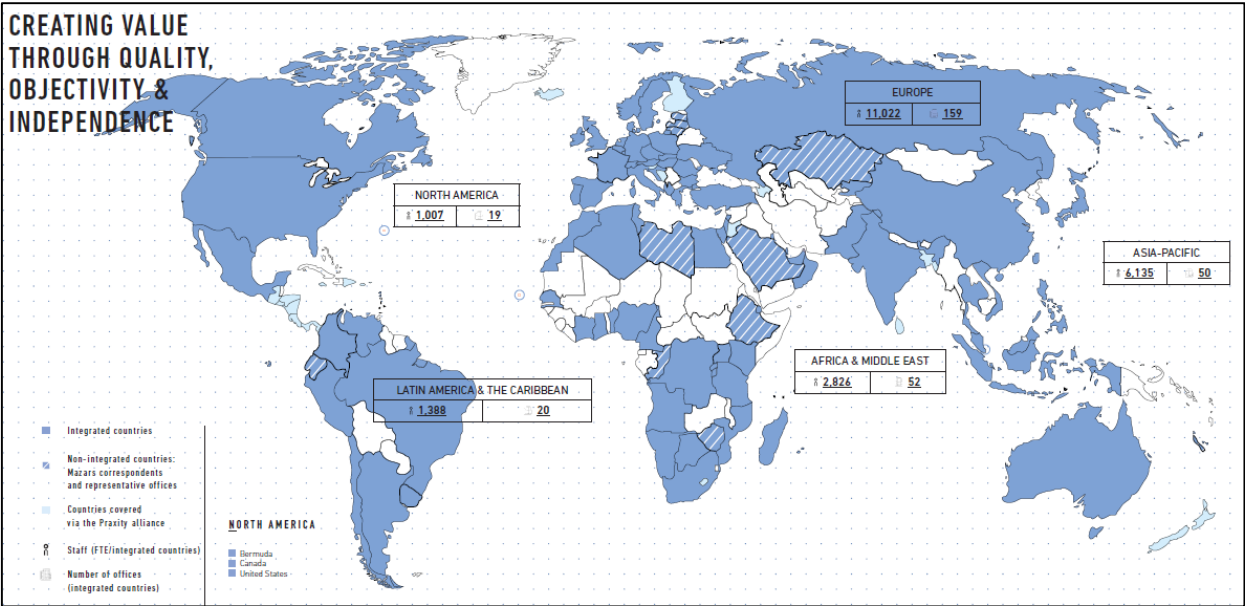 CREATING VALUE
THROUGH QUALITY,
OBJECTIVITY &
INDEPENDENCE
EUROPE
11,022 159
NORTH AMERICA
1,007 19
ASIA-PACIFIC
6,135 50
AFRICA & MIDDLE EAST
2,826 52
LATIN AMERICA & THE CARIBBEAN
1,388 20
Integrated countries
Non-integrated countries:
Mazars correspondents
and representative offices
Countries covered
via the Praxity alliance
Staff (FTE/integrated countries)
Number of offices
(integrated countries)
NORTH AMERICA
Bermuda
Canada
United States